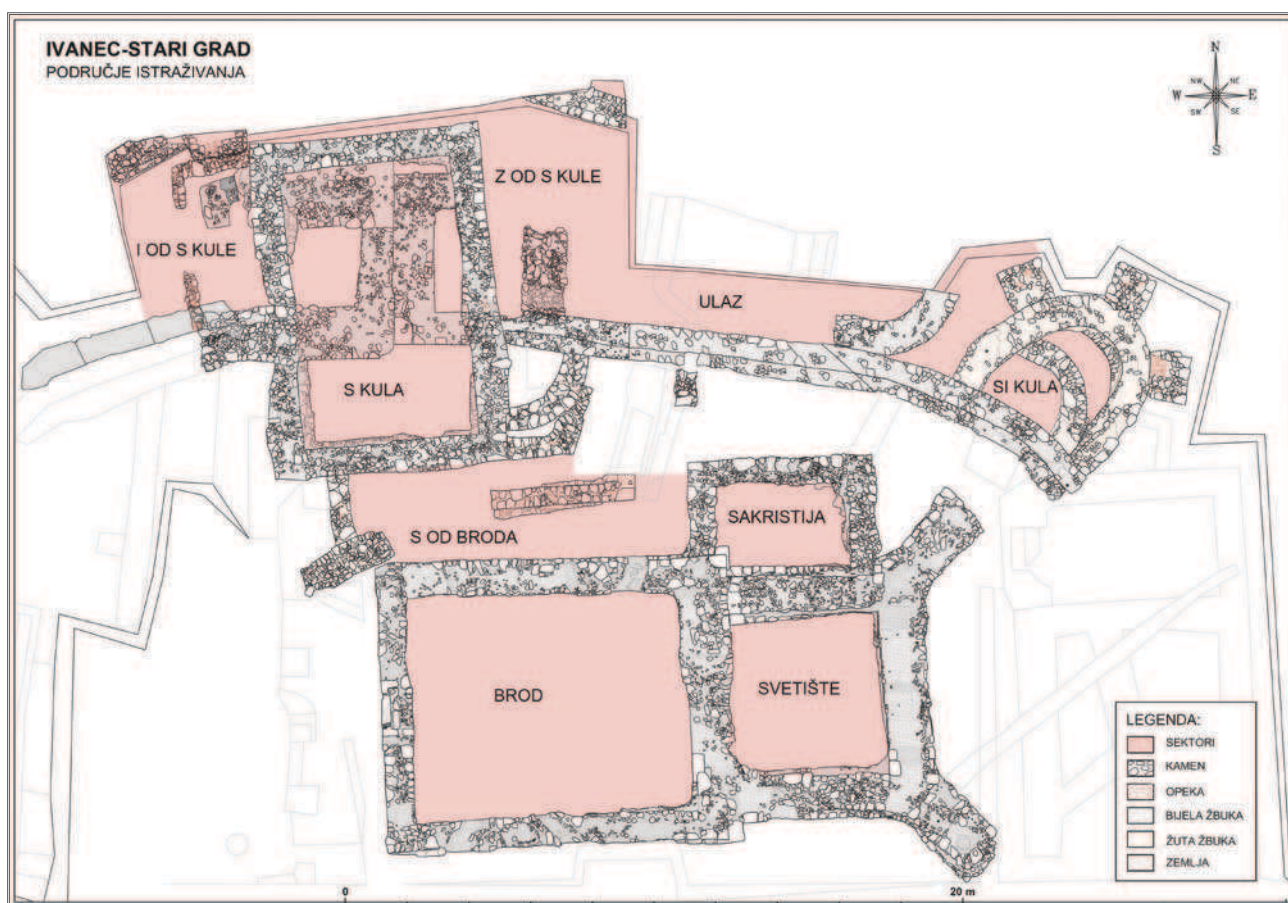 IVANEC-STARI GRAD
PODRUČJE ISTRAŽIVANJA
N
NW
NE
W
E
SW
SE
S
Z OD S KULE
I OD S KULE
ULAZ
S KULA
SI KULA
SAKRISTIJA
S OD BRODA
BROD
SVETIŠTE
LEGENDA:
SEKTORI
KAMEN
OPEKA
BIJELA ŽBUKA
ŽUTA ŽBUKA
ZEMLJA
0
20 m